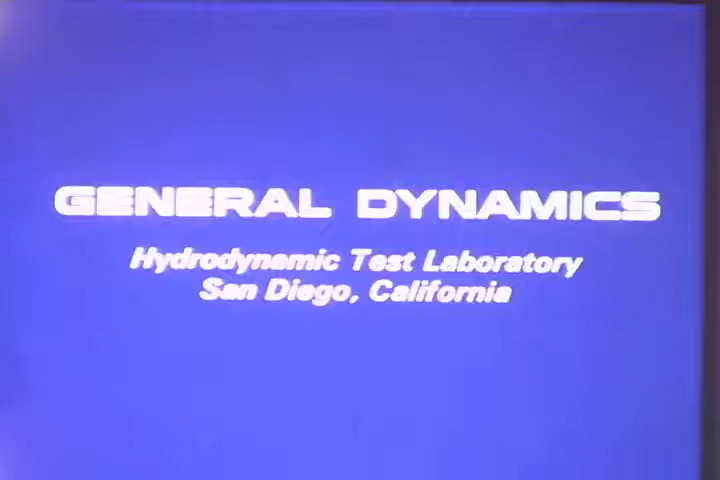 GENERAL DYNAMICS
Hydrodynamic Test Laboratory
San Diego, California